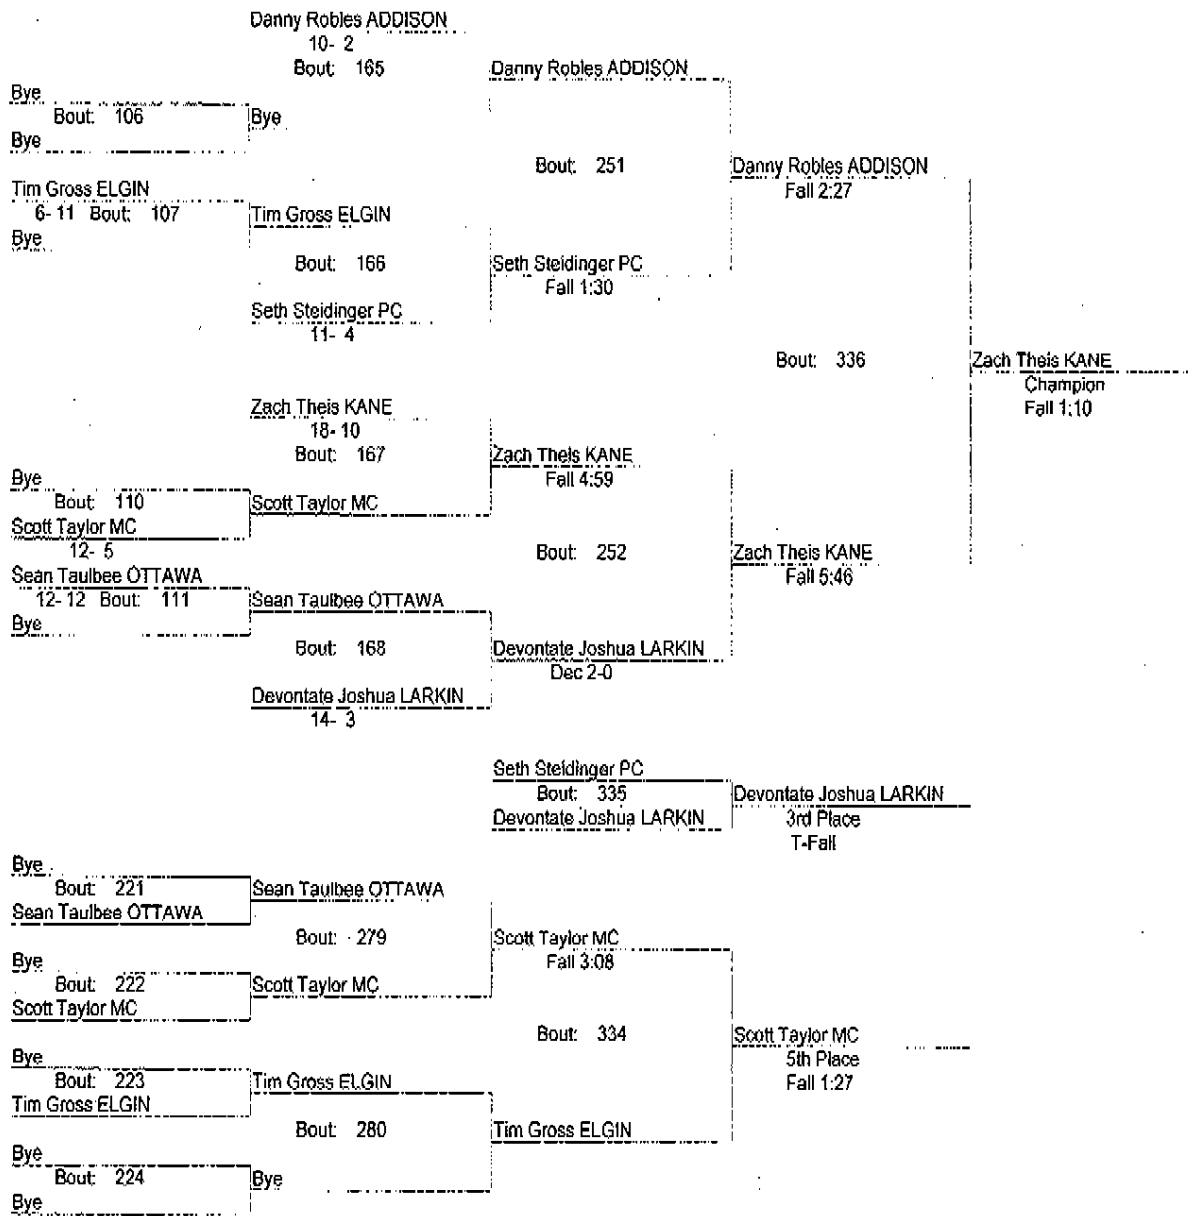 Danny Robles ADDISON
10- 2
Bout: 165
Danny Robles ADDISON
Bye
Bout: 106
Bye
Bye
Bout: 251
Danny Robles ADDISON
Fall 2:27
Tim Gross ELGIN
6- 11 Bout: 107
Tim Gross ELGIN
Bye
Bout: 166
Seth Steidinger PC
Fall 1:30
Seth Steidinger PC
11- 4
Bout: 336
Zach Theis KANE
Champion
Fall 1:10
Zach Theis KANE
18- 10
Bout: 167
Zach Theis KANE
Fall 4:59
Bye
Bout: 110
Scott Taylor MC
Scott Taylor MC
12- 5
Bout: 252
Zach Theis KANE
Fall 5:46
Sean Taulbee OTTAWA
12- 12 Bout: 111
Sean Taulbee OTTAWA
Bye
Bout: 168
Devontate Joshua LARKIN
Dec 2-0
Devontate Joshua LARKIN
14- 3
Seth Steidinger PC
Bout: 335
Devontate Joshua LARKIN
Devontate Joshua LARKIN
3rd Place
T-Fall
Bye
Bout: 221
Sean Taulbee OTTAWA
Sean Taulbee OTTAWA
Bout: 279
Scott Taylor MC
Fall 3:08
Bye
Bout: 222
Scott Taylor MC
Scott Taylor MC
Bout: 334
Scott Taylor MC
5th Place
Fall 1:27
Bye
Bout: 223
Tim Gross ELGIN
Tim Gross ELGIN
Bout: 280
Tim Gross ELGIN
Bye
Bout: 224
Bye
Bye